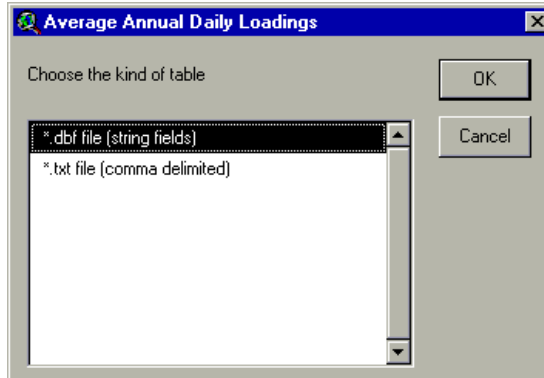 Average Annual Daily Loadings
Choose the kind of table
OK
Cancel
*.dbf file (string fields)
*.txt file (comma delimited)